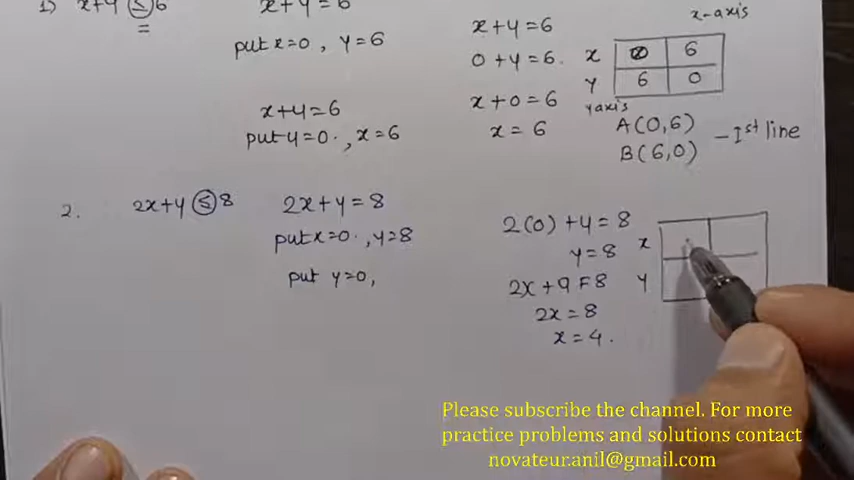 1) x+y ≤ 6
x+y = 6
put x=0, y=6
x+y=6
put y=0., x=6
x+y=6
0+y=6.
x+0=6
x=6
x-axis
x 0 6
y 6 0
y axis
A(0,6)
B(6,0)
- Ist line
2. 2x+y ≤ 8
2x+y=8
put x=0., y=8
put y=0,
2(0)+y=8
y=8
2x+0=8
2x=8
x=4.
x
y
Please subscribe the channel. For more
practice problems and solutions contact
novateur.anil@gmail.com